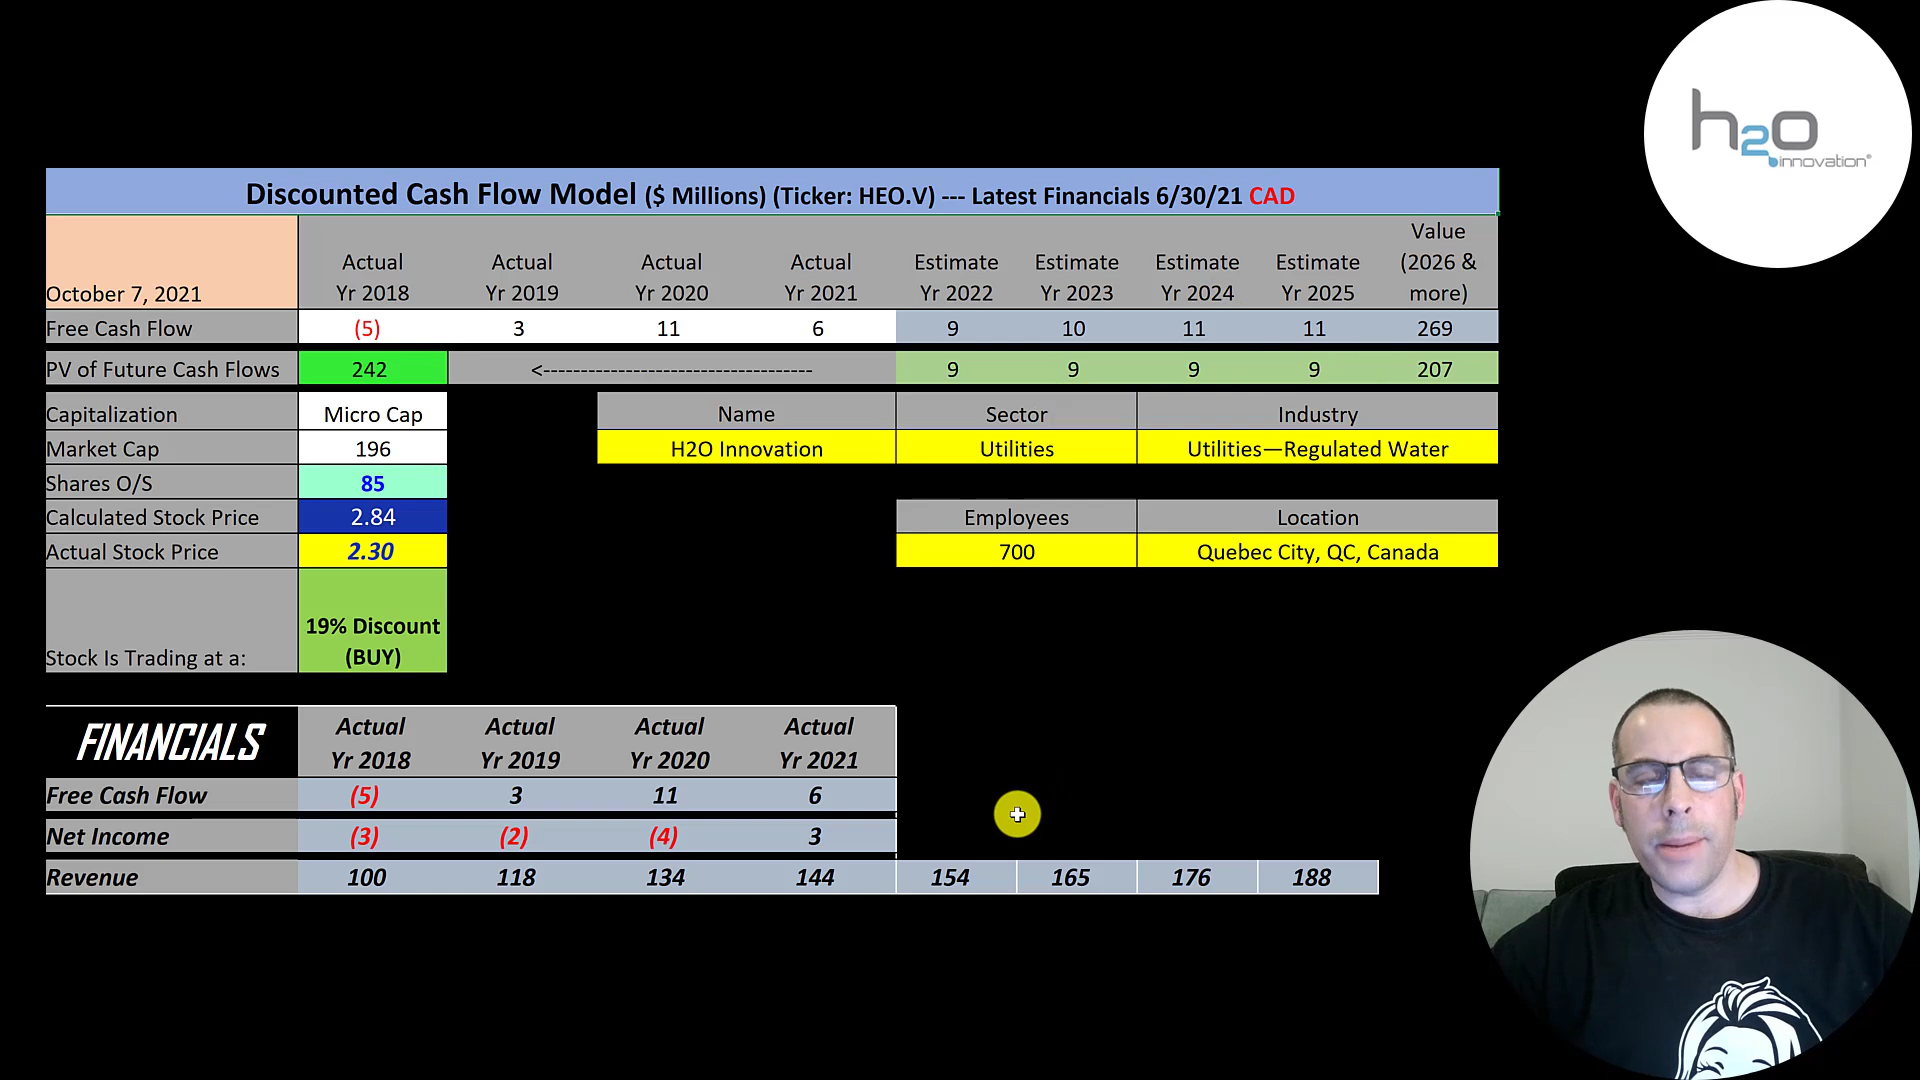 h2o
innovation®
Discounted Cash Flow Model ($ Millions) (Ticker: HEO.V) --- Latest Financials 6/30/21 CAD
October 7, 2021
Actual Yr 2018
Actual Yr 2019
Actual Yr 2020
Actual Yr 2021
Estimate Yr 2022
Estimate Yr 2023
Estimate Yr 2024
Estimate Yr 2025
Value (2026 & more)
Free Cash Flow (5) 3 11 6 9 10 11 11 269
PV of Future Cash Flows 242 <----------------------------------- 9 9 9 9 207
Capitalization Micro Cap Name Sector Industry
Market Cap 196 H2O Innovation Utilities Utilities—Regulated Water
Shares O/S 85
Calculated Stock Price 2.84 Employees Location
Actual Stock Price 2.30 700 Quebec City, QC, Canada
Stock Is Trading at a: 19% Discount (BUY)
FINANCIALS
Actual Yr 2018
Actual Yr 2019
Actual Yr 2020
Actual Yr 2021
Free Cash Flow (5) 3 11 6
Net Income (3) (2) (4) 3
Revenue 100 118 134 144 154 165 176 188